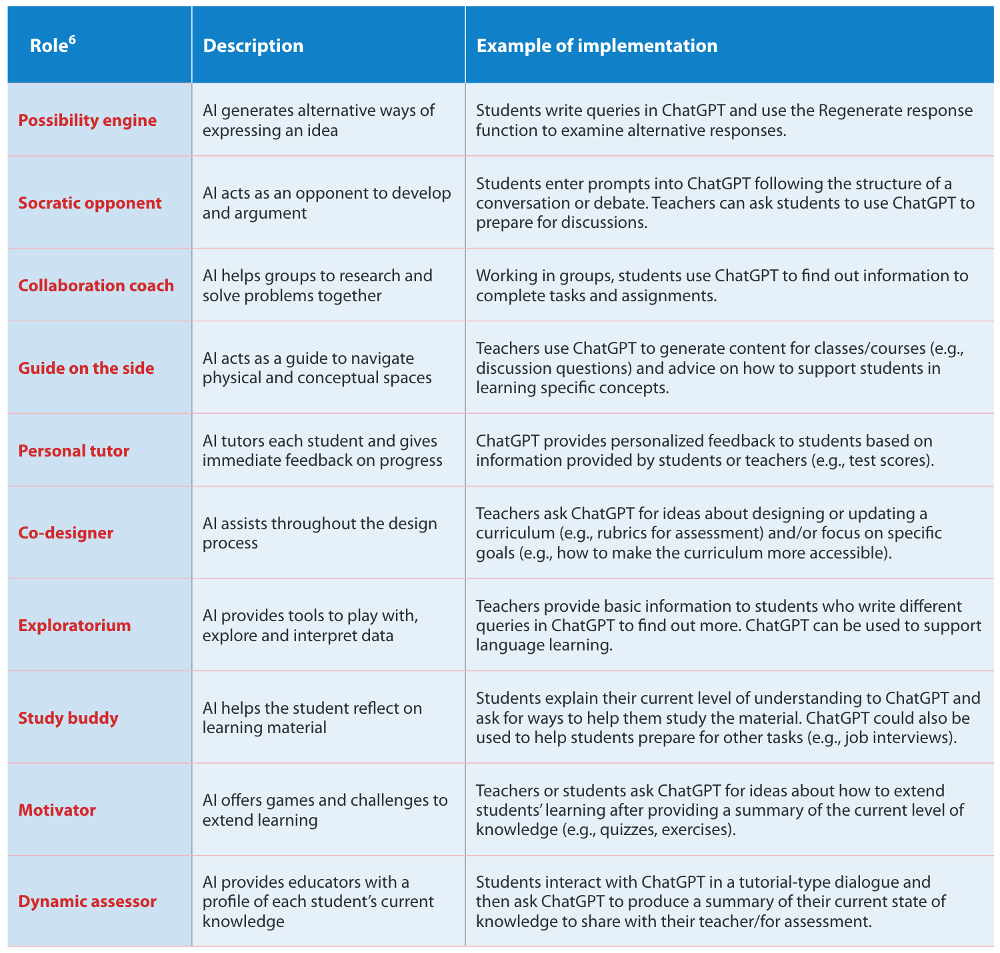 Role⁶
Description
Example of implementation
Possibility engine
AI generates alternative ways of
expressing an idea
Students write queries in ChatGPT and use the Regenerate response
function to examine alternative responses.
Socratic opponent
AI acts as an opponent to develop
and argument
Students enter prompts into ChatGPT following the structure of a
conversation or debate. Teachers can ask students to use ChatGPT to
prepare for discussions.
Collaboration coach
AI helps groups to research and
solve problems together
Working in groups, students use ChatGPT to find out information to
complete tasks and assignments.
Guide on the side
AI acts as a guide to navigate
physical and conceptual spaces
Teachers use ChatGPT to generate content for classes/courses (e.g.,
discussion questions) and advice on how to support students in
learning specific concepts.
Personal tutor
AI tutors each student and gives
immediate feedback on progress
ChatGPT provides personalized feedback to students based on
information provided by students or teachers (e.g., test scores).
Co-designer
AI assists throughout the design
process
Teachers ask ChatGPT for ideas about designing or updating a
curriculum (e.g., rubrics for assessment) and/or focus on specific
goals (e.g., how to make the curriculum more accessible).
Exploratorium
AI provides tools to play with,
explore and interpret data
Teachers provide basic information to students who write different
queries in ChatGPT to find out more. ChatGPT can be used to support
language learning.
Study buddy
AI helps the student reflect on
learning material
Students explain their current level of understanding to ChatGPT and
ask for ways to help them study the material. ChatGPT could also be
used to help students prepare for other tasks (e.g., job interviews).
Motivator
AI offers games and challenges to
extend learning
Teachers or students ask ChatGPT for ideas about how to extend
students’ learning after providing a summary of the current level of
knowledge (e.g., quizzes, exercises).
Dynamic assessor
AI provides educators with a
profile of each student’s current
knowledge
Students interact with ChatGPT in a tutorial-type dialogue and
then ask ChatGPT to produce a summary of their current state of
knowledge to share with their teacher/for assessment.